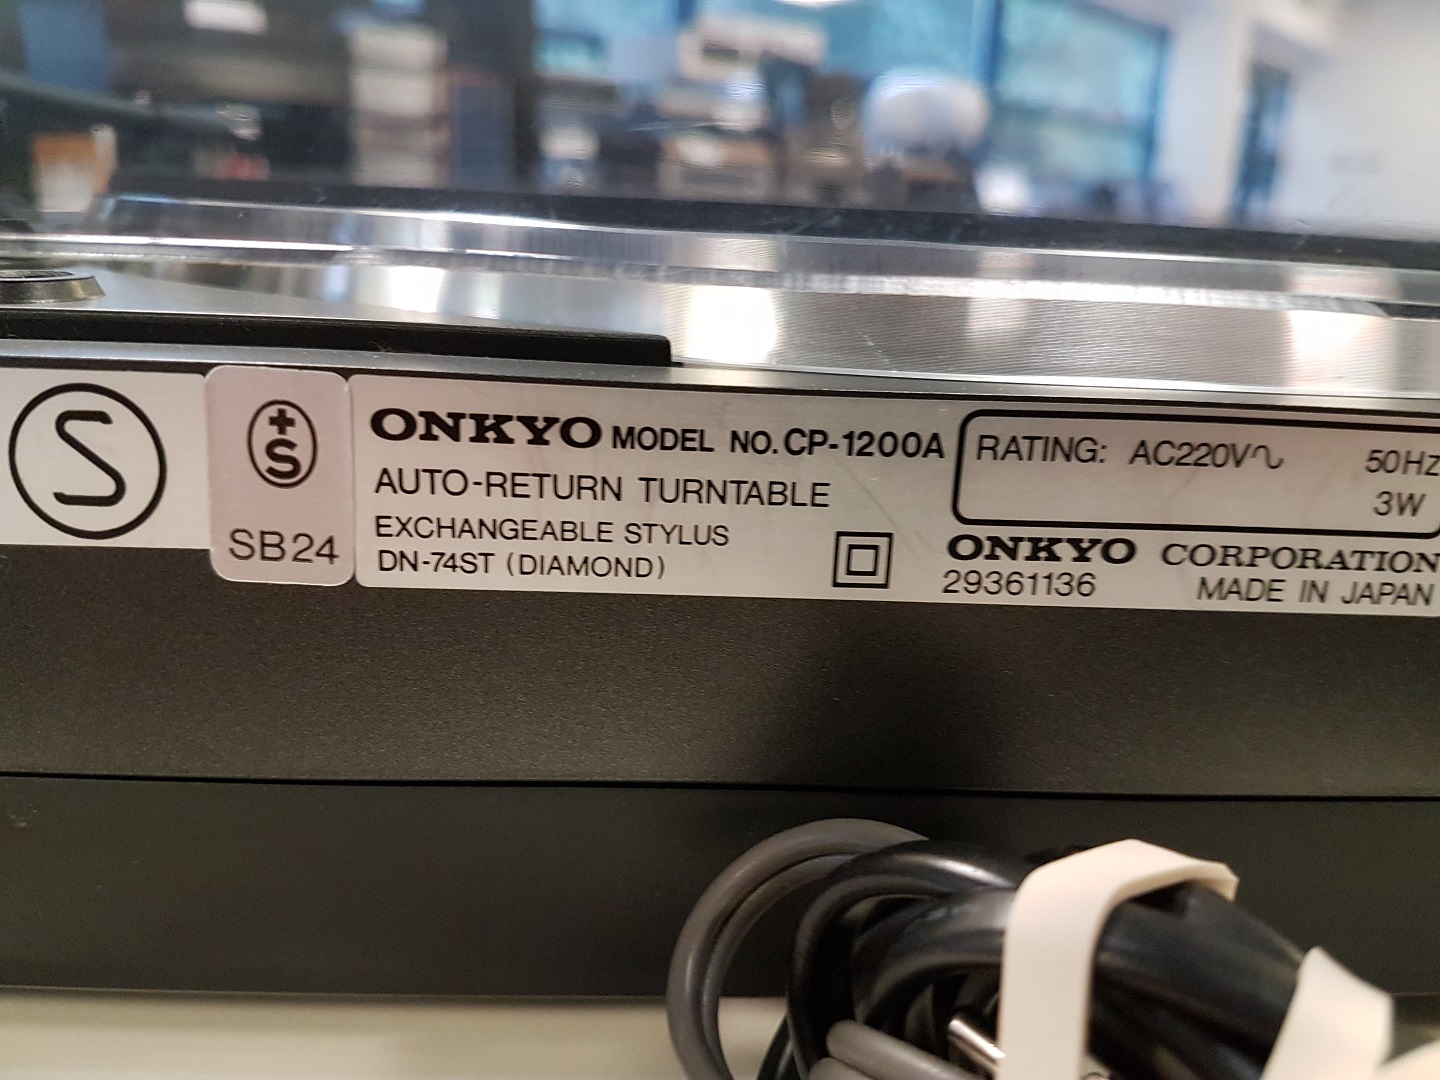 S
+S
SB24
ONKYO MODEL NO. CP-1200A
AUTO-RETURN TURNTABLE
EXCHANGEABLE STYLUS
DN-74ST (DIAMOND)
RATING: AC220V∿ 50Hz
3W
ONKYO CORPORATION
29361136 MADE IN JAPAN